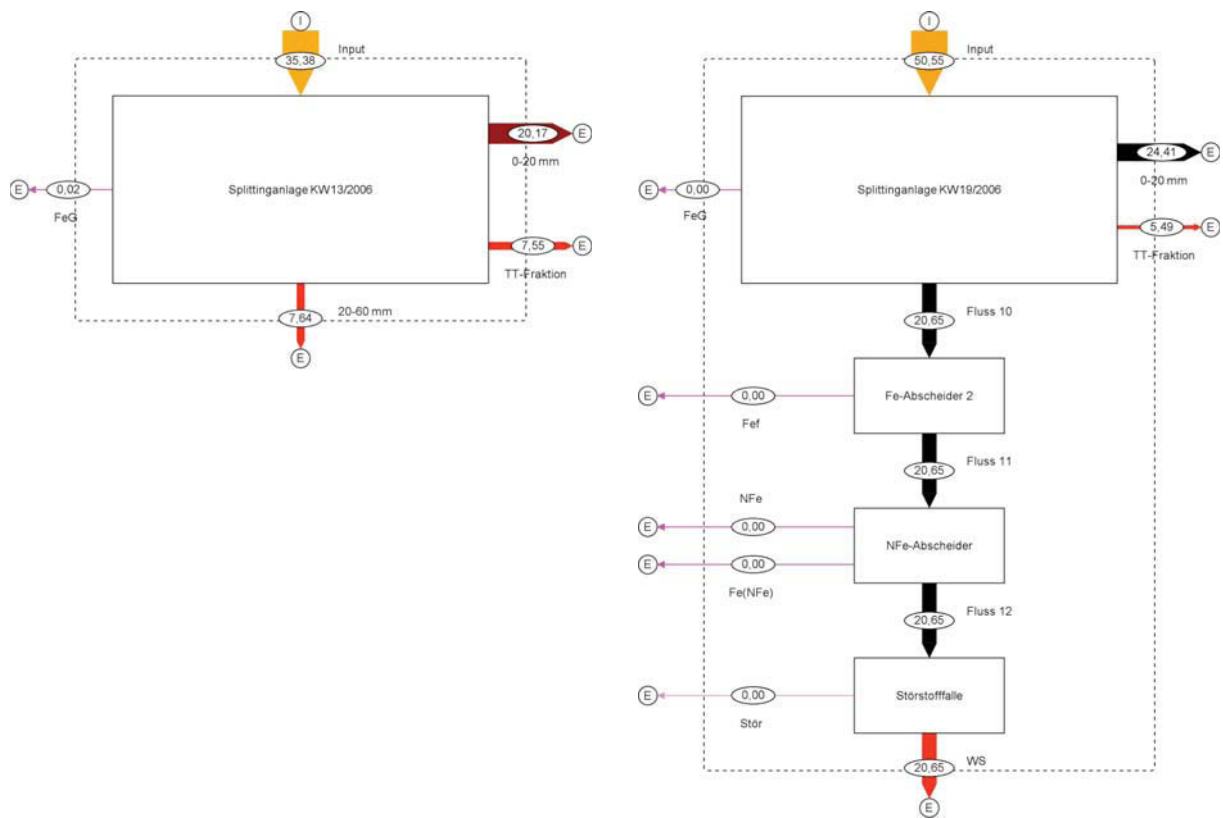 I
Input
35,38
20,17
E
0-20 mm
Splittinganlage KW13/2006
E
0,02
FeG
7,55
E
TT-Fraktion
20-60 mm
7,64
E
I
Input
50,55
24,41
E
0-20 mm
Splittinganlage KW19/2006
E
0,00
FeG
5,49
E
TT-Fraktion
Fluss 10
20,65
E
0,00
Fe-Abscheider 2
Fef
Fluss 11
20,65
NFe
E
0,00
NFe-Abscheider
E
0,00
Fe(NFe)
Fluss 12
20,65
E
0,00
Störstofffalle
Stör
WS
20,65
E